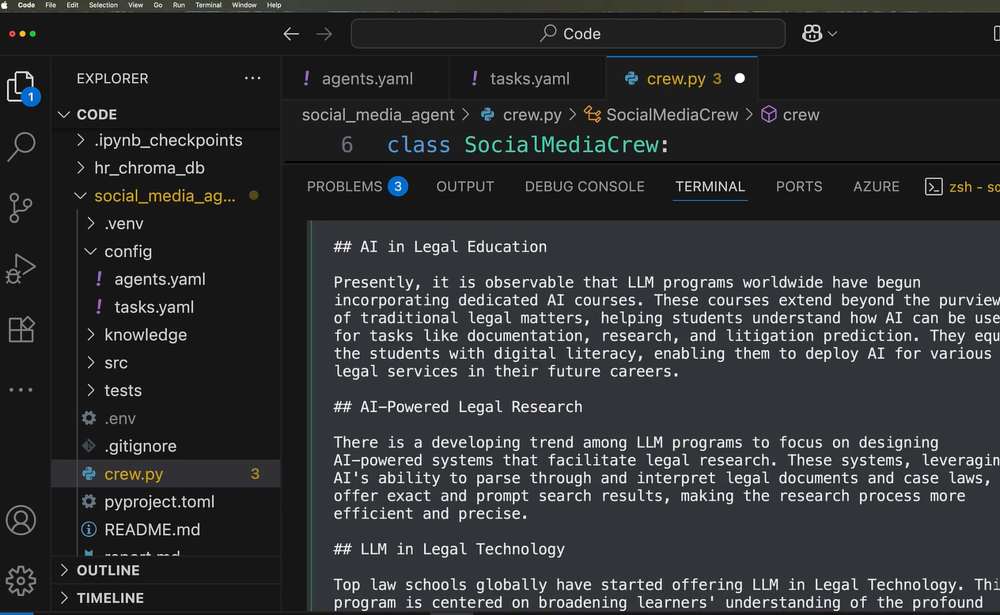 Code File Edit Selection View Go Run Terminal Window Help
Code
1
EXPLORER
CODE
.ipynb_checkpoints
hr_chroma_db
social_media_ag...
.venv
config
agents.yaml
tasks.yaml
knowledge
src
tests
.env
.gitignore
crew.py 3
pyproject.toml
README.md
report.md
OUTLINE
TIMELINE
agents.yaml tasks.yaml crew.py 3
social_media_agent > crew.py > SocialMediaCrew > crew
6 class SocialMediaCrew:
PROBLEMS 3 OUTPUT DEBUG CONSOLE TERMINAL PORTS AZURE zsh - so
## AI in Legal Education
Presently, it is observable that LLM programs worldwide have begun
incorporating dedicated AI courses. These courses extend beyond the purview
of traditional legal matters, helping students understand how AI can be use
for tasks like documentation, research, and litigation prediction. They equ
the students with digital literacy, enabling them to deploy AI for various
legal services in their future careers.
## AI-Powered Legal Research
There is a developing trend among LLM programs to focus on designing
AI-powered systems that facilitate legal research. These systems, leveragin
AI's ability to parse through and interpret legal documents and case laws,
offer exact and prompt search results, making the research process more
efficient and precise.
## LLM in Legal Technology
Top law schools globally have started offering LLM in Legal Technology. Thi
program is centered on broadening learners' understanding of the profound